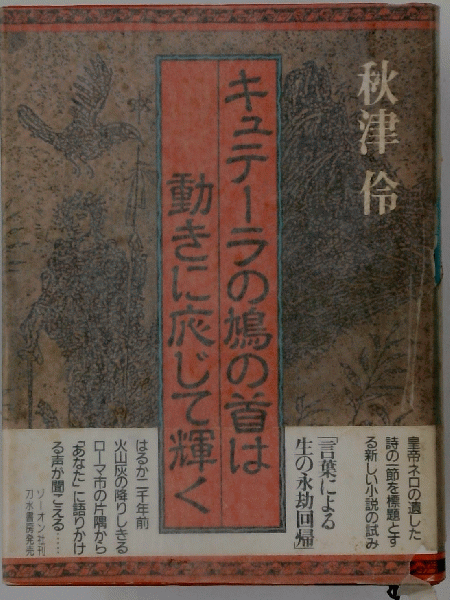 秋津 伶
キュテーラの鳩の首は
動きに応じて輝く
皇帝ネロの遺した
詩の一節を標題とす
る新しい小説の試み
「言葉による
生の永劫回帰」
はるか二千年前
火山灰の降りしきる
ローマ市の片隅から
「あなた」に語りかけ
る声が聞こえる……
ソーオン社刊
刀水書房発売